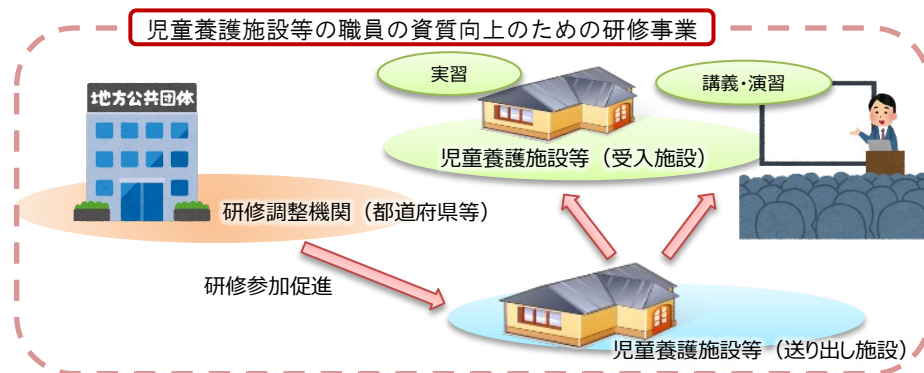 児童養護施設等の職員の資質向上のための研修事業
地方公共団体
実習
講義・演習
児童養護施設等（受入施設）
研修調整機関（都道府県等）
研修参加促進
児童養護施設等（送り出し施設）